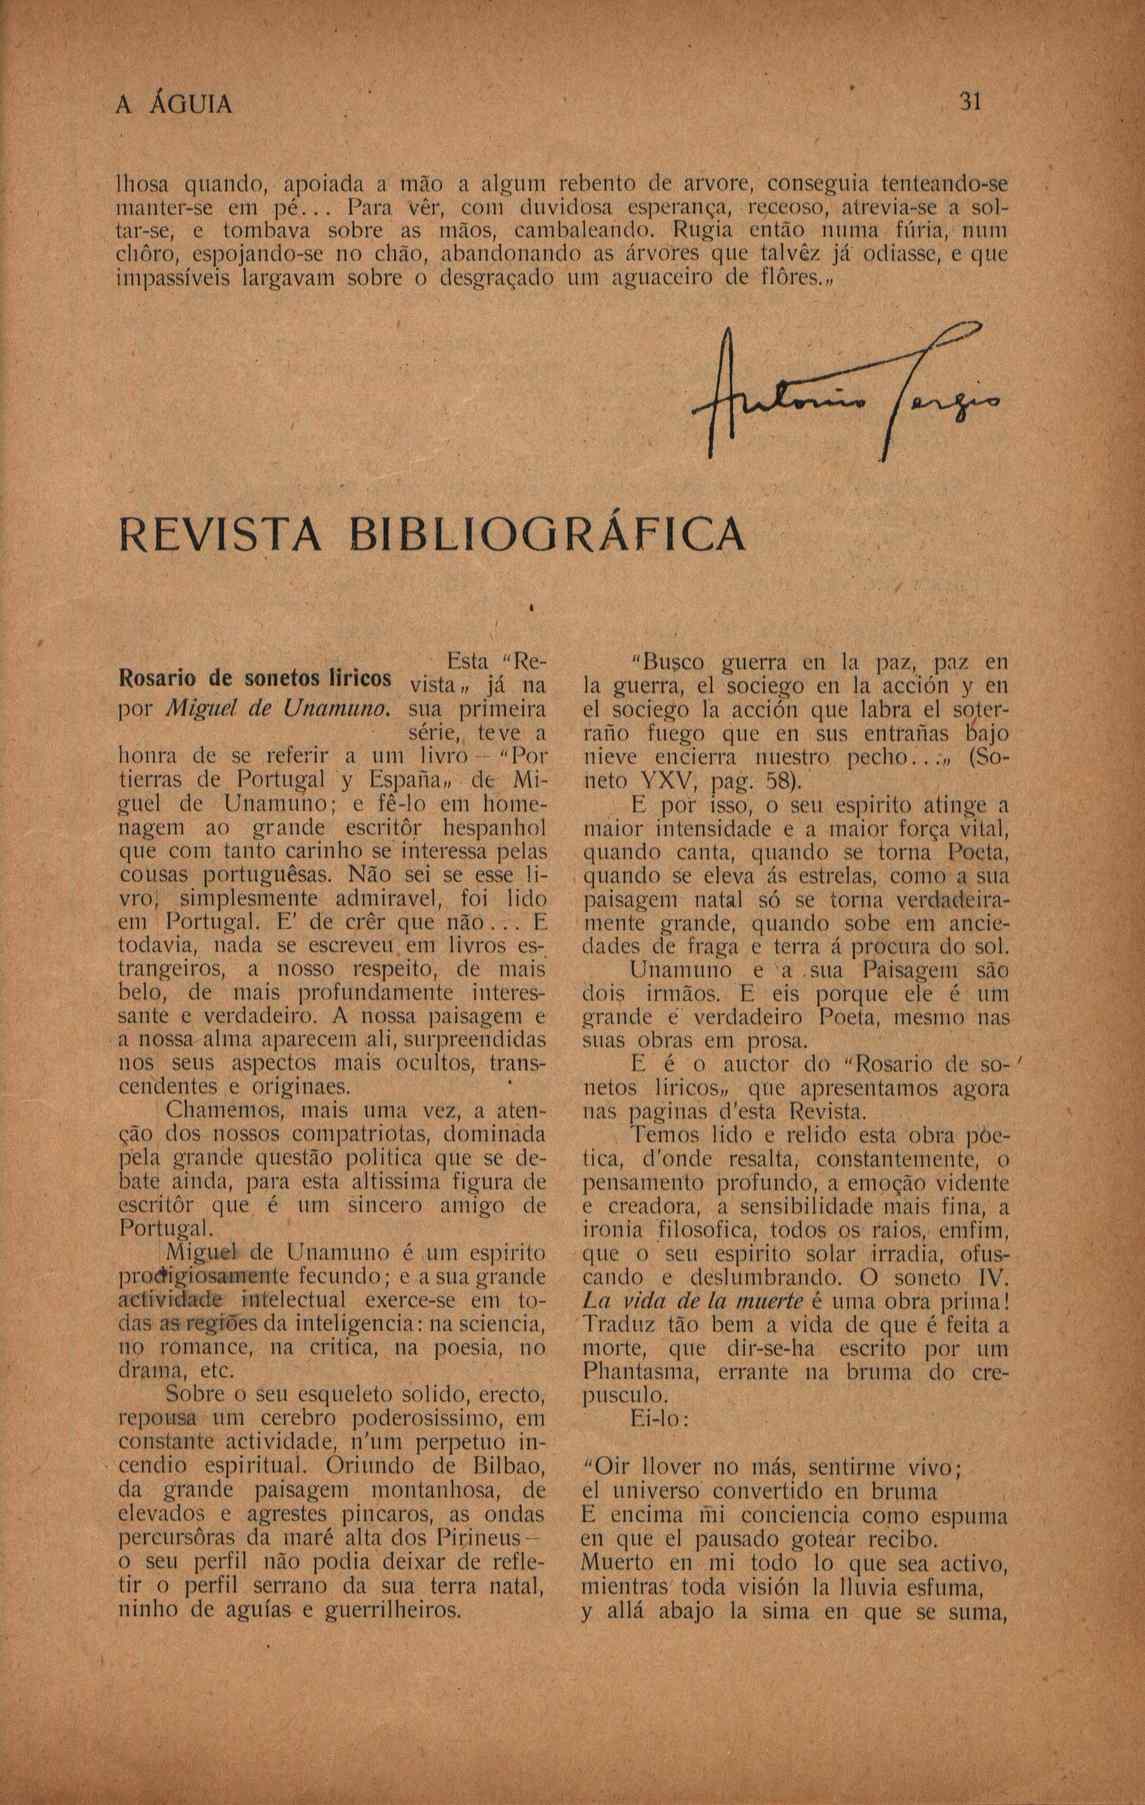 A ÁGUIA 31
lhosa quando, apoiada a mão a algum rebento de arvore, conseguia tenteando-se
manter-se em pé... Para vêr, com duvidosa esperança, receoso, atrevia-se a sol-
tar-se, e tombava sobre as mãos, cambaleando. Rugia então numa fúria, num
chôro, espojando-se no chão, abandonando as árvores que talvêz já odiasse, e que
impassíveis largavam sobre o desgraçado um aguaceiro de flôres.„
Antonio Sergio
REVISTA BIBLIOGRÁFICA
Rosario de sonetos liricos
por Miguel de Unamuno.
Esta “Re-
vista„ já na
sua primeira
série, teve a
honra de se referir a um livro — “Por
tierras de Portugal y España„ de Mi-
guel de Unamuno; e fê-lo em home-
nagem ao grande escritôr hespanhol
que com tanto carinho se interessa pelas
cousas portuguêsas. Não sei se esse li-
vro, simplesmente admiravel, foi lido
em Portugal. E' de crêr que não... E
todavia, nada se escreveu em livros es-
trangeiros, a nosso respeito, de mais
belo, de mais profundamente interes-
sante e verdadeiro. A nossa paisagem e
a nossa alma aparecem ali, surpreendidas
nos seus aspectos mais ocultos, trans-
cendentes e originaes.
Chamemos, mais uma vez, a aten-
ção dos nossos compatriotas, dominada
pela grande questão politica que se de-
bate ainda, para esta altissima figura de
escritôr que é um sincero amigo de
Portugal.
Miguel de Unamuno é um espirito
prodigiosamente fecundo; e a sua grande
actividade intelectual exerce-se em to-
das as regiões da inteligencia: na sciencia,
no romance, na critica, na poesia, no
drama, etc.
Sobre o seu esqueleto solido, erecto,
repousa um cerebro poderosissimo, em
constante actividade, n'um perpetuo in-
cendio espiritual. Oriundo de Bilbao,
da grande paisagem montanhosa, de
elevados e agrestes pincaros, as ondas
percursôras da maré alta dos Pirineus —
o seu perfil não podia deixar de refle-
tir o perfil serrano da sua terra natal,
ninho de aguías e guerrilheiros.
“Busco guerra en la paz, paz en
la guerra, el sociego en la acción y en
el sociego la acción que labra el soter-
raño fuego que en sus entrañas bajo
nieve encierra nuestro pecho...„ (So-
neto YXV, pag. 58).
E por isso, o seu espirito atinge a
maior intensidade e a maior força vital,
quando canta, quando se torna Poeta,
quando se eleva ás estrelas, como a sua
paisagem natal só se torna verdadeira-
mente grande, quando sobe em ancie-
dades de fraga e terra á procura do sol.
Unamuno e a sua Paisagem são
dois irmãos. E eis porque ele é um
grande e verdadeiro Poeta, mesmo nas
suas obras em prosa.
E é o auctor do “Rosario de so-
netos liricos„ que apresentamos agora
nas paginas d'esta Revista.
Temos lido e relido esta obra pôe-
tica, d'onde resalta, constantemente, o
pensamento profundo, a emoção vidente
e creadora, a sensibilidade mais fina, a
ironia filosofica, todos os raios, emfim,
que o seu espirito solar irradia, ofus-
cando e deslumbrando. O soneto IV.
La vida de la muerte é uma obra prima!
Traduz tão bem a vida de que é feita a
morte, que dir-se-ha escrito por um
Phantasma, errante na bruma do cre-
pusculo.
Ei-lo:
“Oir llover no más, sentirme vivo;
el universo convertido en bruma
E encima mi conciencia como espuma
en que el pausado gotear recibo.
Muerto en mi todo lo que sea activo,
mientras toda visión la lluvia esfuma,
y allá abajo la sima en que se suma,